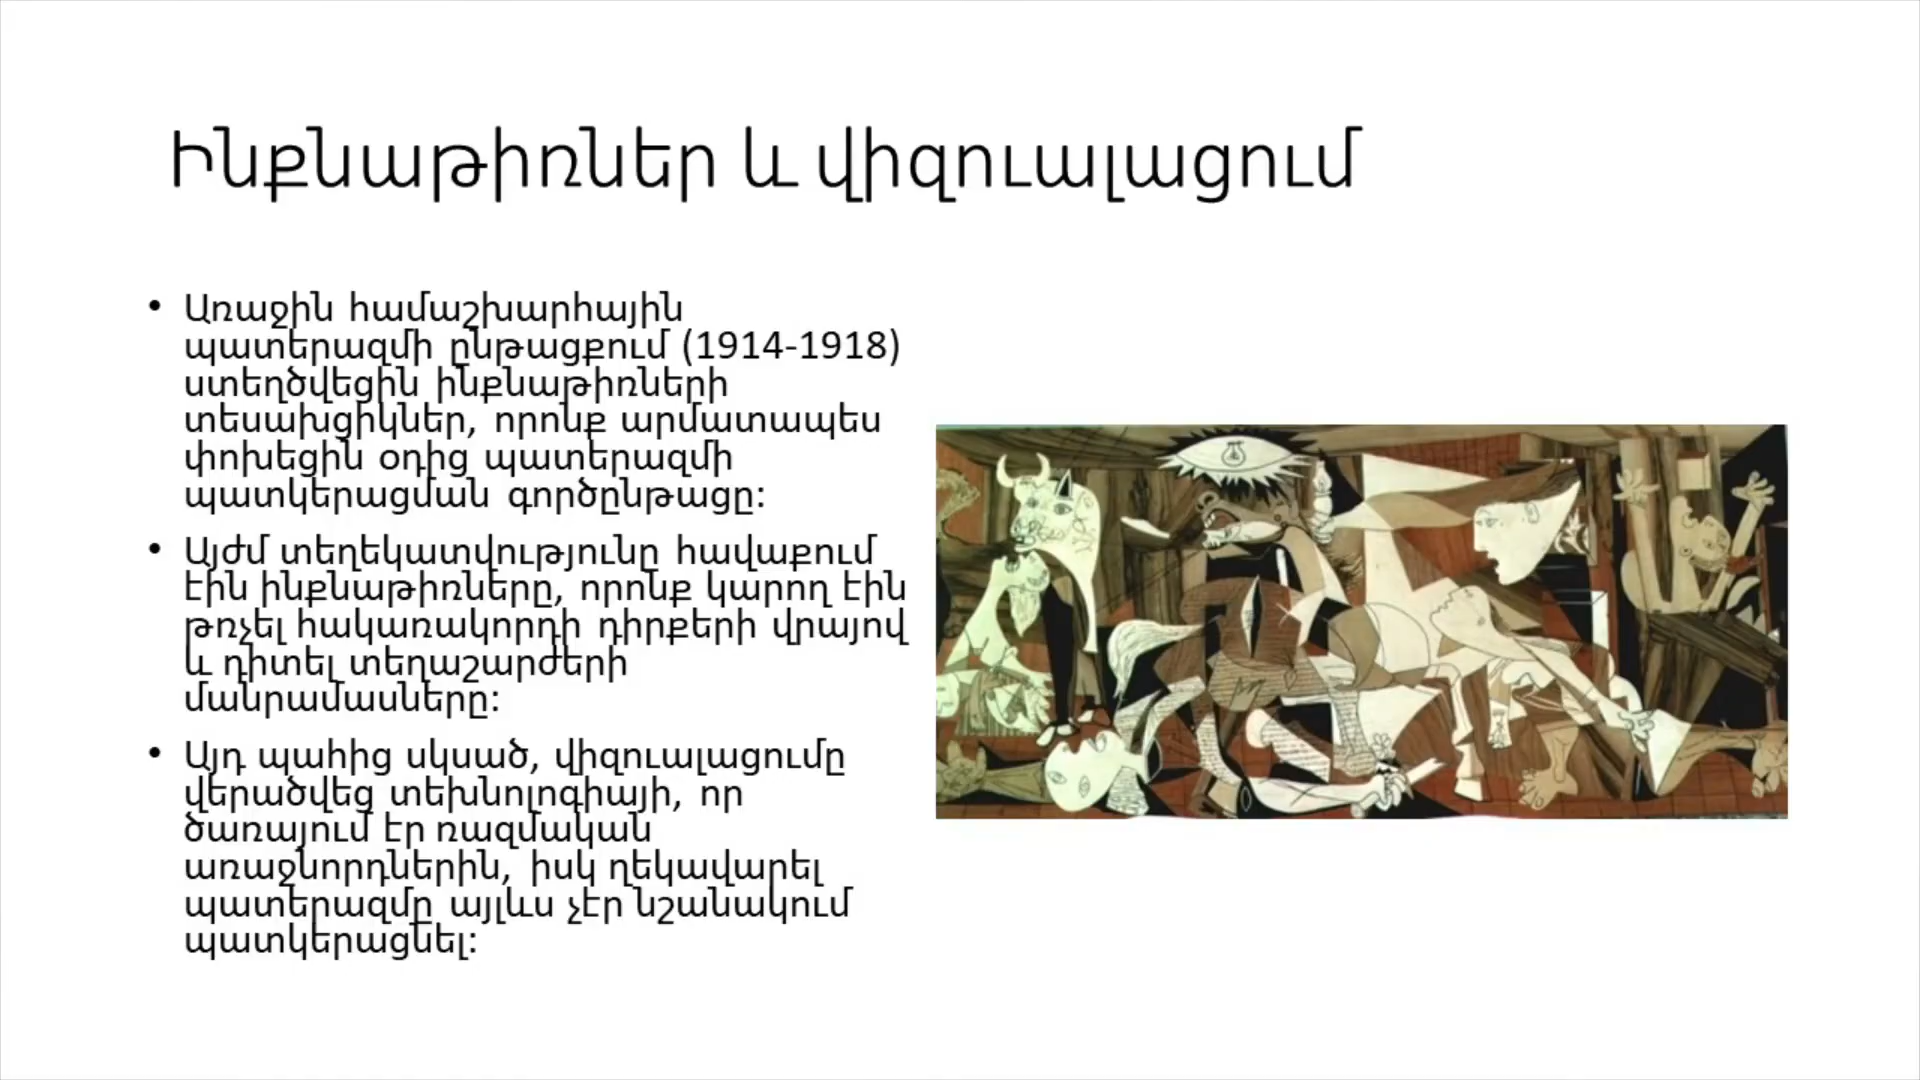 Ինքնաթիռներ և վիզուալացում
• Առաջին համաշխարհային
պատերազմի ընթացքում (1914-1918)
ստեղծվեցին ինքնաթիռների
տեսախցիկներ, որոնք արմատապես
փոխեցին օդից պատերազմի
պատկերացման գործընթացը:
• Այժմ տեղեկատվությունը հավաքում
էին ինքնաթիռները, որոնք կարող էին
թռչել հակառակորդի դիրքերի վրայով
և դիտել տեղաշարժերի
մանրամասները:
• Այդ պահից սկսած, վիզուալացումը
վերածվեց տեխնոլոգիայի, որ
ծառայում էր ռազմական
առաջնորդներին, իսկ ղեկավարել
պատերազմը այլևս չէր նշանակում
պատկերացնել: